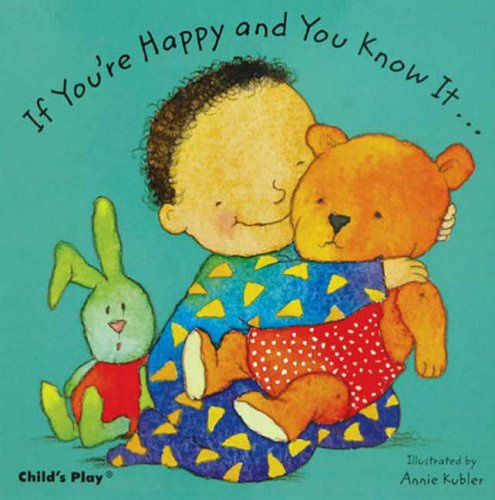 If You're Happy and You Know It...
Illustrated by
Annie Kubler
Child's Play®